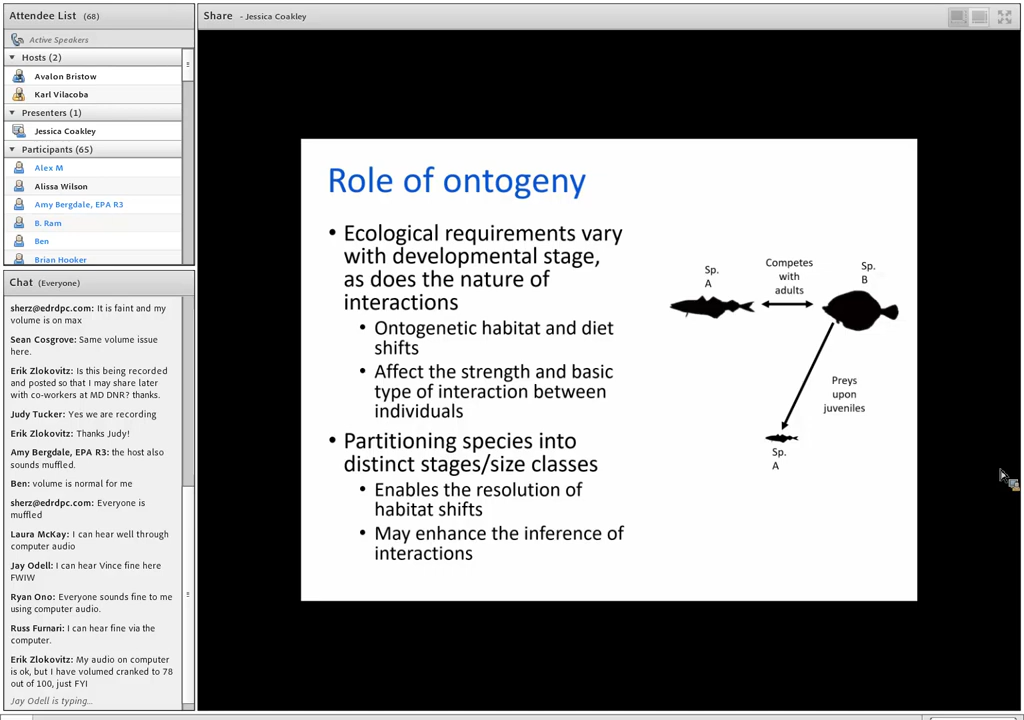 Attendee List (68)
Active Speakers
Hosts (2)
Avalon Bristow
Karl Vilacoba
Presenters (1)
Jessica Coakley
Participants (65)
Alex M
Alissa Wilson
Amy Bergdale, EPA R3
B. Ram
Ben
Brian Hooker
Chat (Everyone)
sherz@edrdpc.com: It is faint and my
volume is on max
Sean Cosgrove: Same volume issue
here.
Erik Zlokovitz: Is this being recorded
and posted so that I may share later
with co-workers at MD DNR? thanks.
Judy Tucker: Yes we are recording
Erik Zlokovitz: Thanks Judy!
Amy Bergdale, EPA R3: the host also
sounds muffled.
Ben: volume is normal for me
sherz@edrdpc.com: Everyone is
muffled
Laura McKay: I can hear well through
computer audio
Jay Odell: I can hear Vince fine here
FWIW
Ryan Ono: Everyone sounds fine to me
using computer audio.
Russ Furnari: I can hear fine via the
computer.
Erik Zlokovitz: My audio on computer
is ok, but I have volumed cranked to 78
out of 100, just FYI
Jay Odell is typing...
Share - Jessica Coakley
Role of ontogeny
• Ecological requirements vary
with developmental stage,
as does the nature of
interactions
• Ontogenetic habitat and diet
shifts
• Affect the strength and basic
type of interaction between
individuals
• Partitioning species into
distinct stages/size classes
• Enables the resolution of
habitat shifts
• May enhance the inference of
interactions
Sp.
A
Competes
with
adults
Sp.
B
Preys
upon
juveniles
Sp.
A